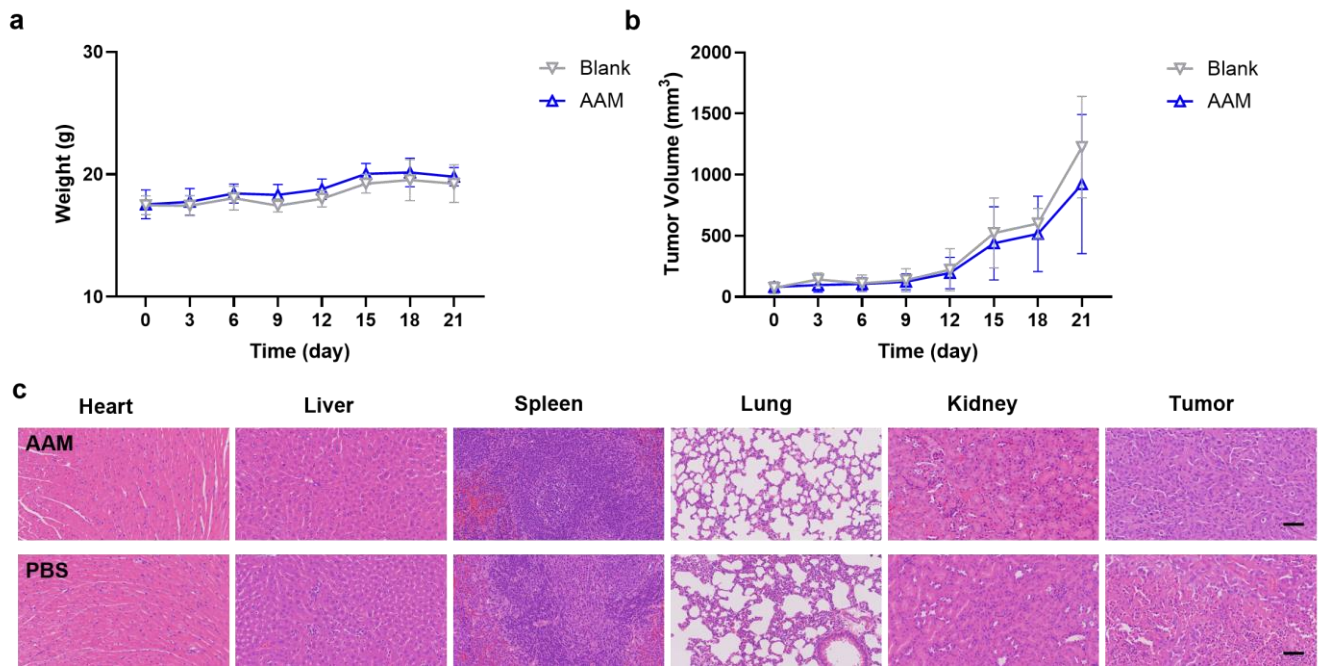 a
30
20
10
Weight (g)
0 3 6 9 12 15 18 21
Time (day)
Blank
AAM
b
2000
1500
1000
500
0
Tumor Volume (mm³)
0 3 6 9 12 15 18 21
Time (day)
Blank
AAM
c
Heart Liver Spleen Lung Kidney Tumor
AAM
PBS